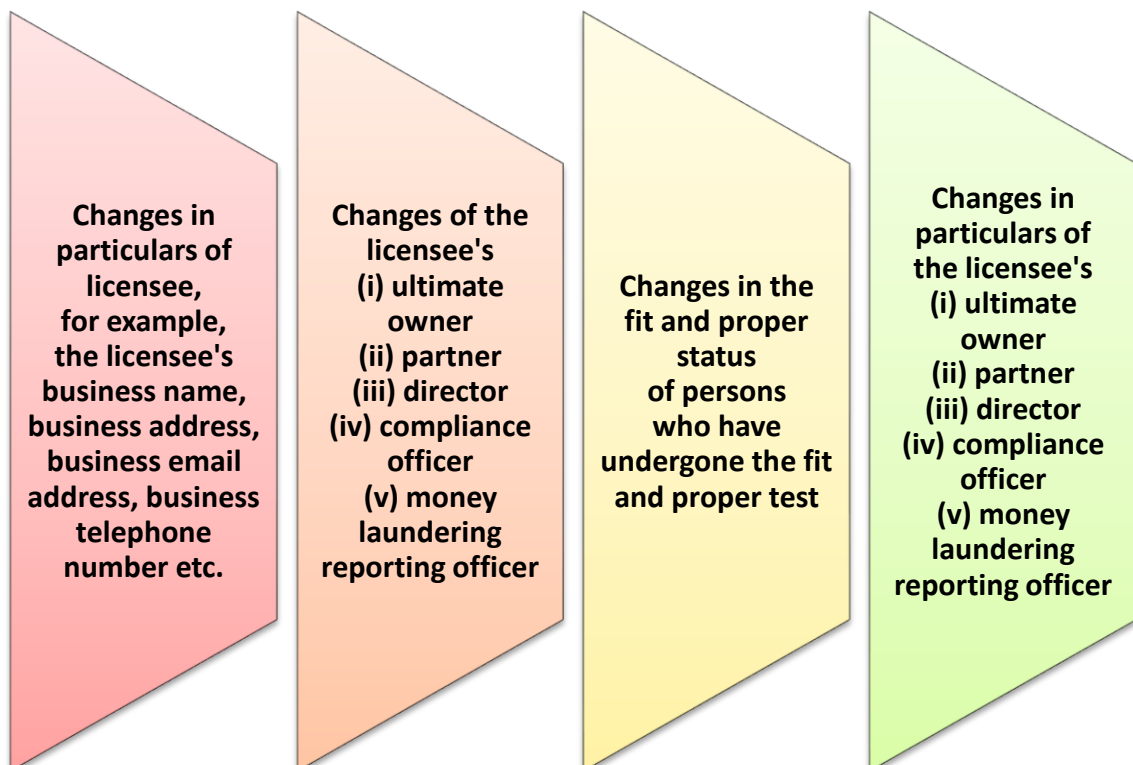 Changes in
particulars of
licensee,
for example,
the licensee's
business name,
business address,
business email
address, business
telephone
number etc.
Changes of the
licensee's
(i) ultimate
owner
(ii) partner
(iii) director
(iv) compliance
officer
(v) money
laundering
reporting officer
Changes in the
fit and proper
status
of persons
who have
undergone the fit
and proper test
Changes in
particulars of
the licensee's
(i) ultimate
owner
(ii) partner
(iii) director
(iv) compliance
officer
(v) money
laundering
reporting officer